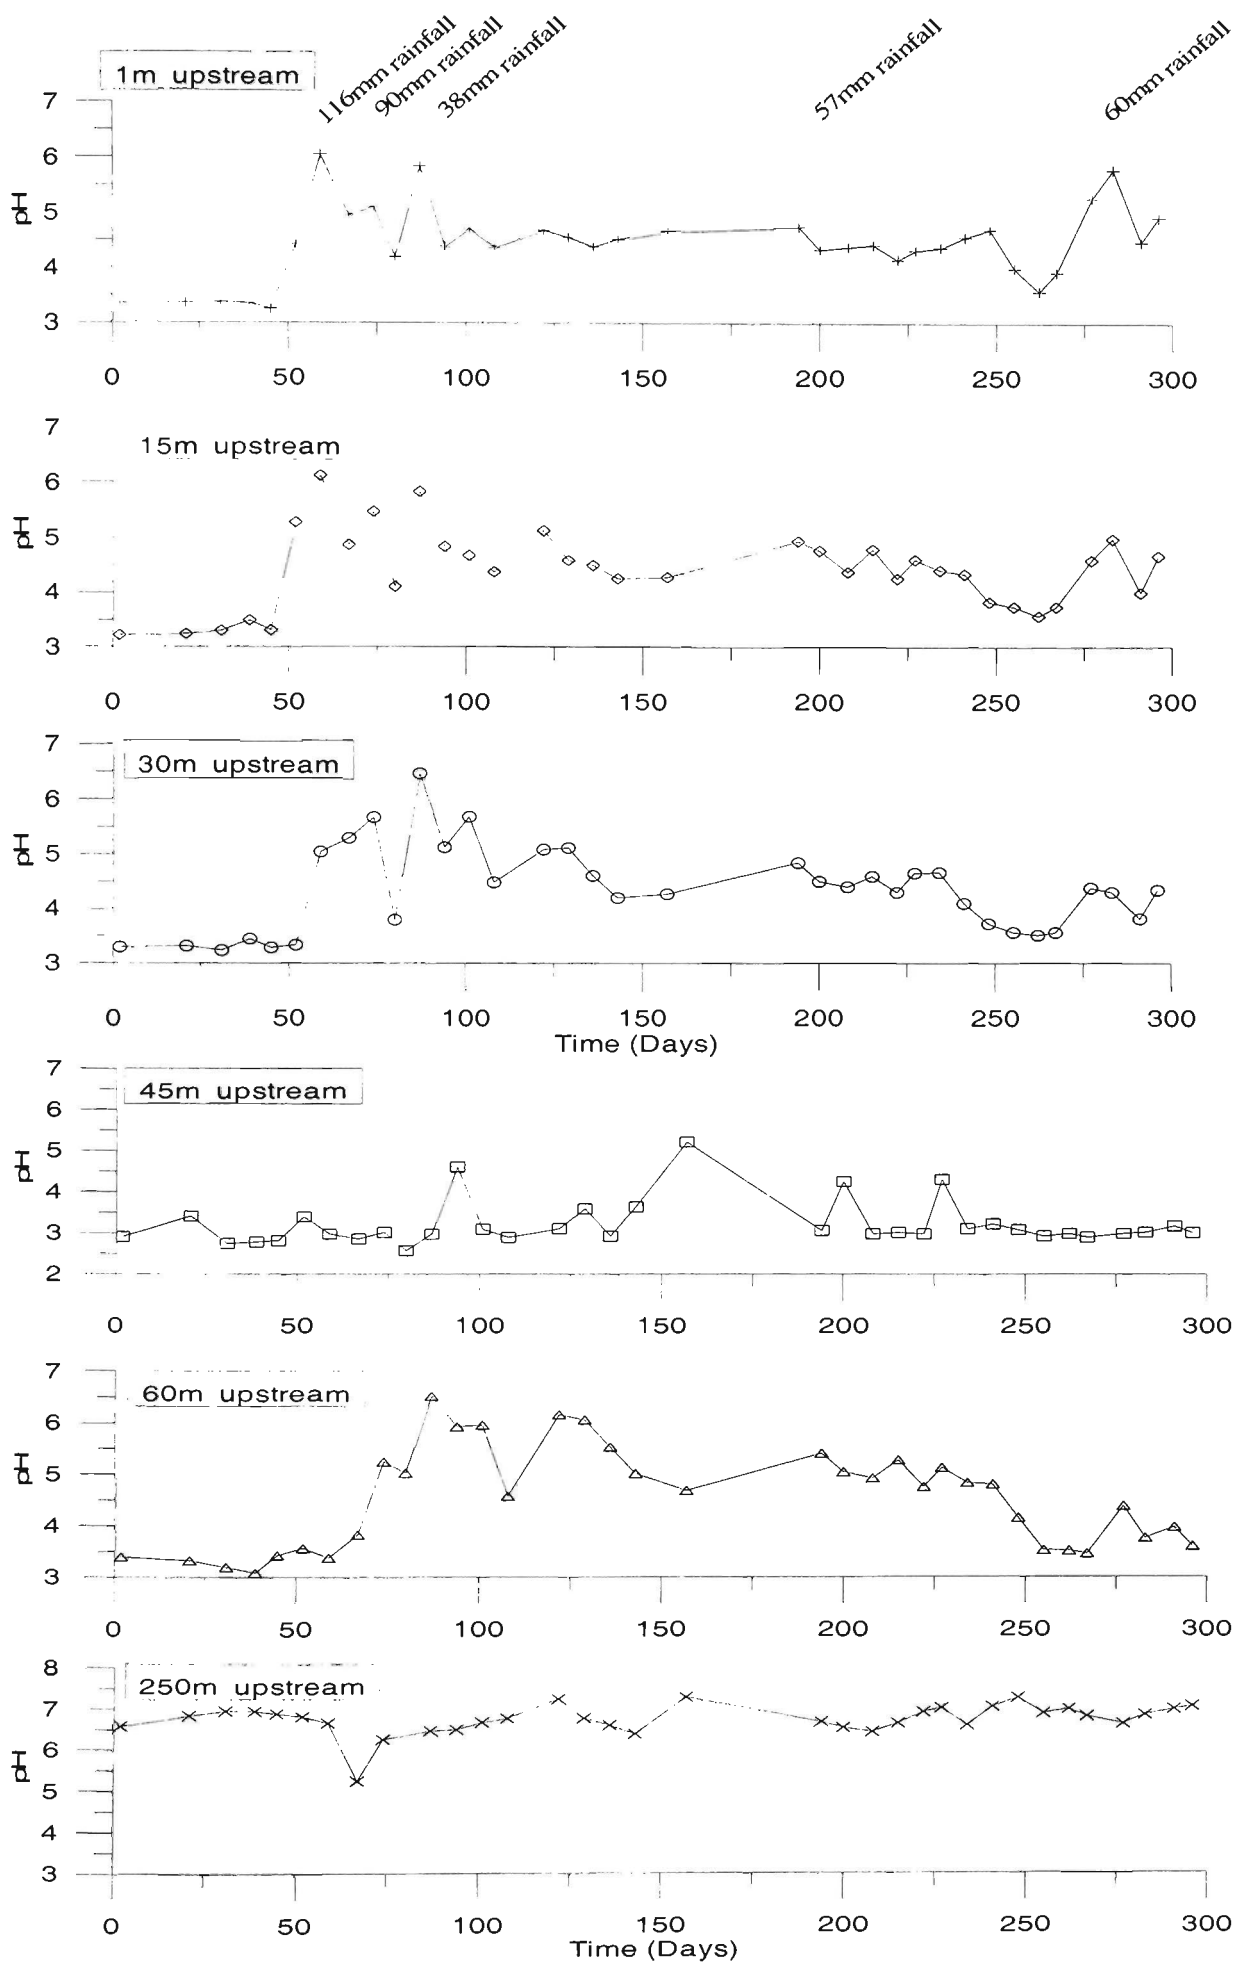 116mm rainfall
90mm rainfall
38mm rainfall
57mm rainfall
60mm rainfall
1m upstream
7
6
5
4
3
pH
0 50 100 150 200 250 300
15m upstream
7
6
5
4
3
pH
0 50 100 150 200 250 300
30m upstream
7
6
5
4
3
pH
0 50 100 150 200 250 300
Time (Days)
45m upstream
7
6
5
4
3
2
pH
0 50 100 150 200 250 300
60m upstream
7
6
5
4
3
pH
0 50 100 150 200 250 300
250m upstream
8
7
6
5
4
3
pH
0 50 100 150 200 250 300
Time (Days)